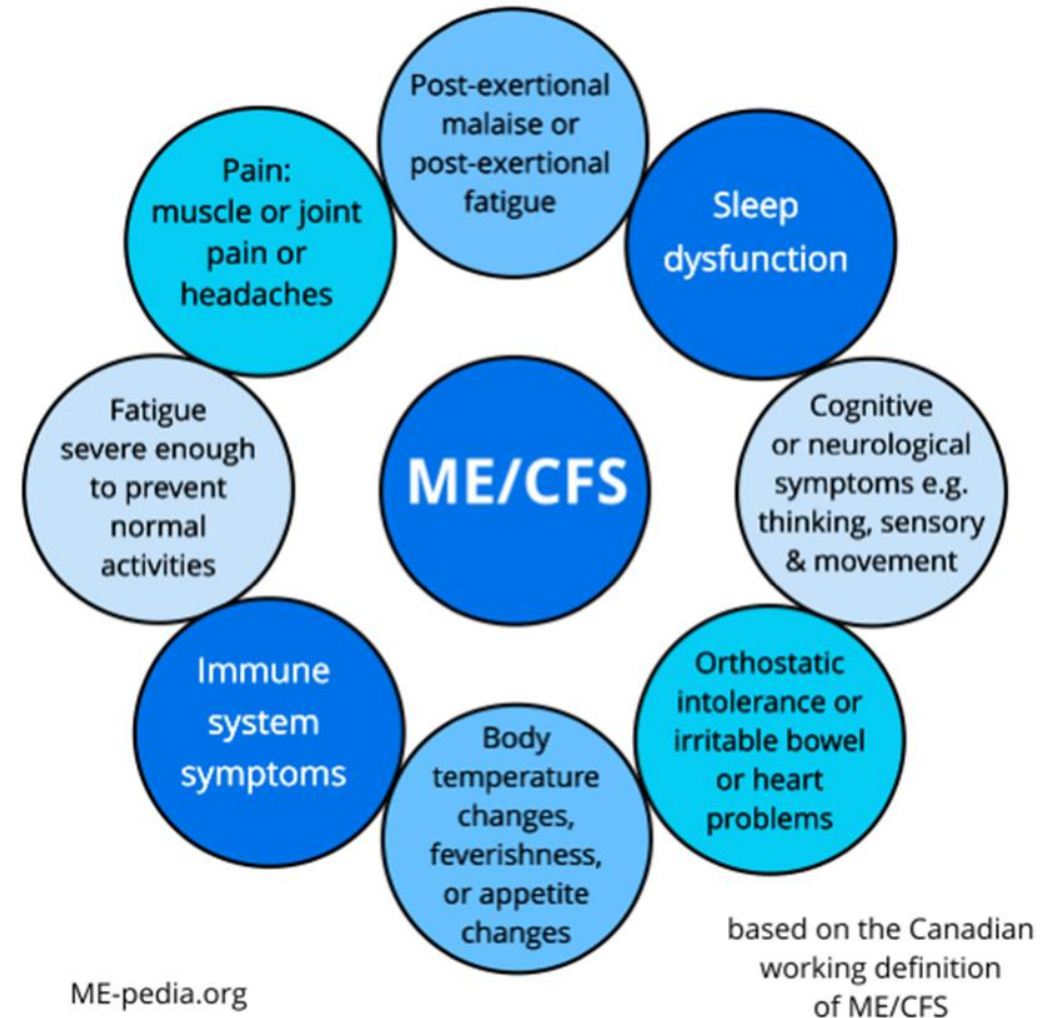 Post-exertional
malaise or
post-exertional
fatigue
Sleep
dysfunction
Cognitive
or neurological
symptoms e.g.
thinking, sensory
& movement
Orthostatic
intolerance or
irritable bowel
or heart
problems
Body
temperature
changes,
feverishness,
or appetite
changes
Immune
system
symptoms
Fatigue
severe enough
to prevent
normal
activities
Pain:
muscle or joint
pain or
headaches
ME/CFS
ME-pedia.org
based on the Canadian
working definition
of ME/CFS